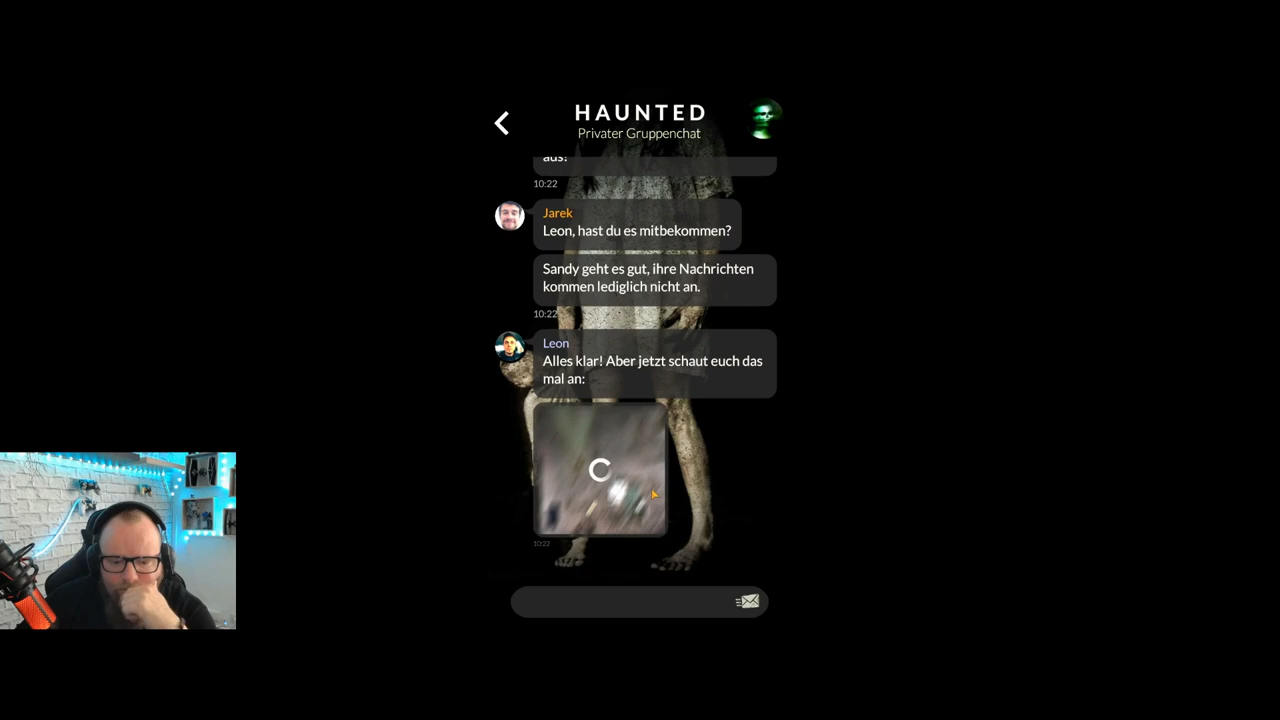 HAUNTED
Privater Gruppenchat
aus!
10:22
Jarek
Leon, hast du es mitbekommen?
Sandy geht es gut, ihre Nachrichten
kommen lediglich nicht an.
10:22
Leon
Alles klar! Aber jetzt schaut euch das
mal an:
10:22